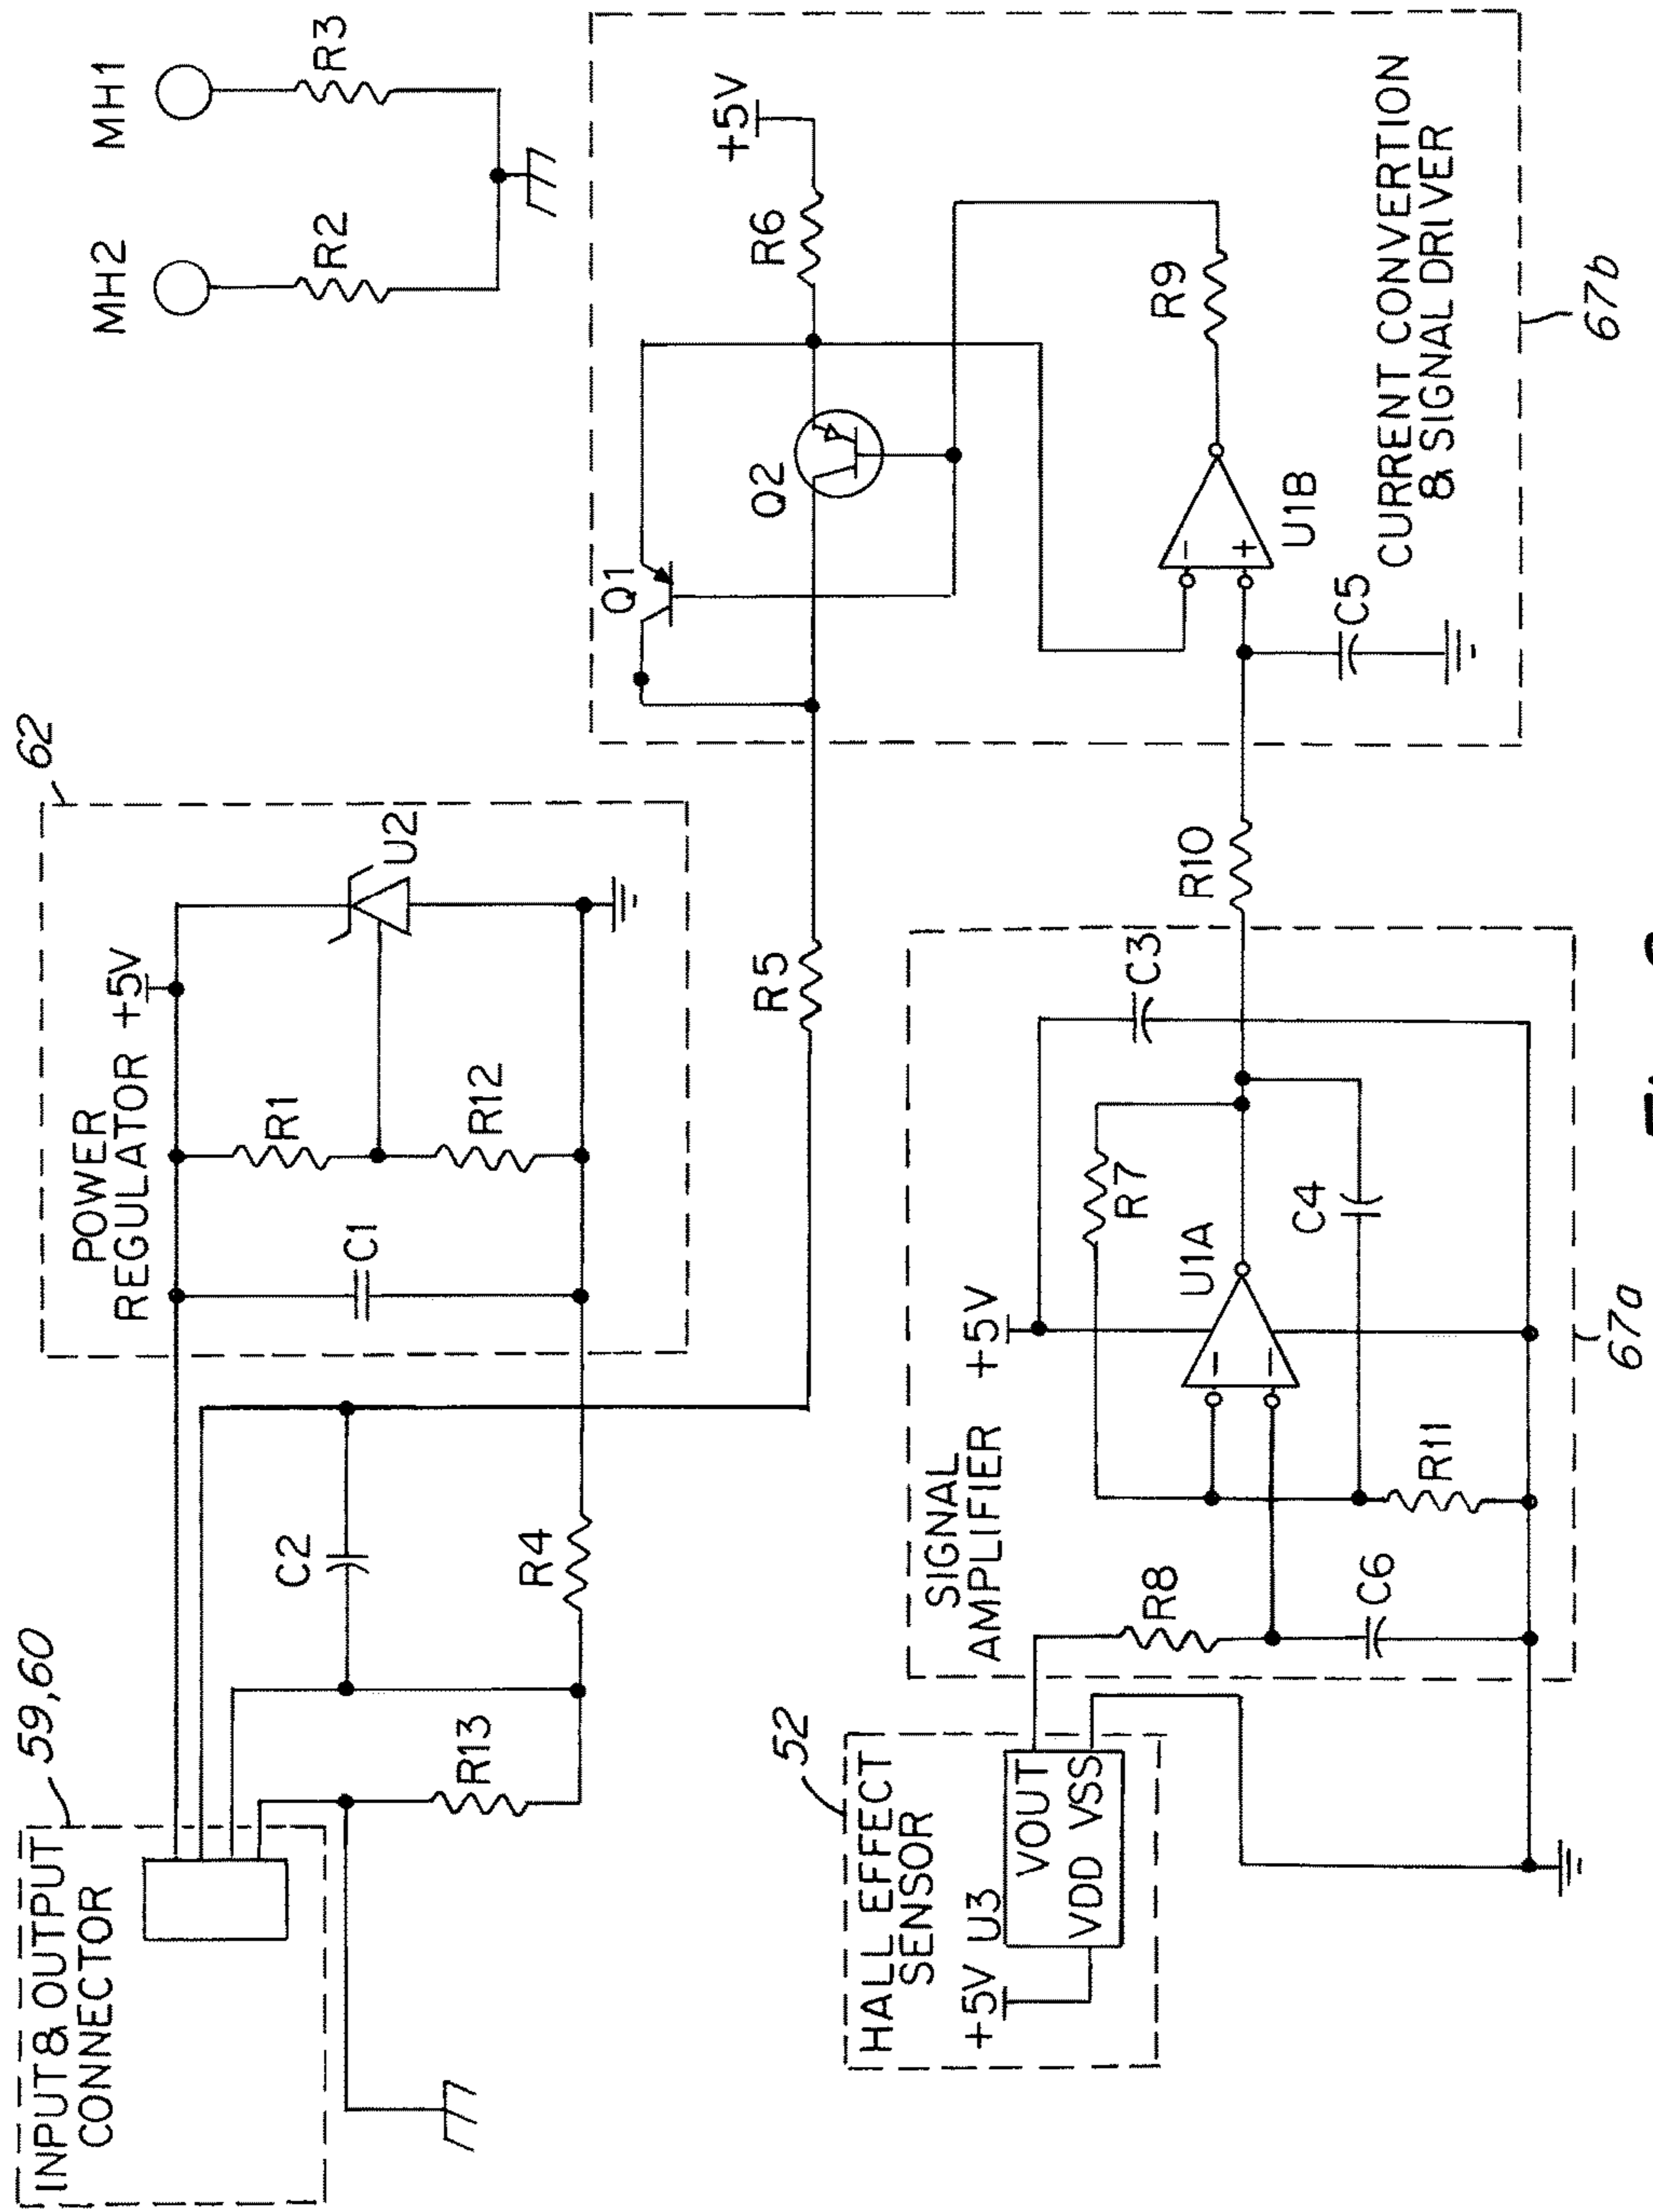 INPUT & OUTPUT
CONNECTOR
59,60
C2
R13
R4
POWER
REGULATOR
+5V
62
C1
R1
R12
U2
MH2
MH1
R2
R3
R5
Q1
Q2
R6
+5V
R9
U1B
-
+
C5
CURRENT CONVERTION
& SIGNAL DRIVER
67b
HALL EFFECT
SENSOR
52
+5V
U3
VOUT
VDD VSS
SIGNAL
AMPLIFIER
+5V
R8
C6
R11
U1A
-
-
R7
C4
C3
R10
67a